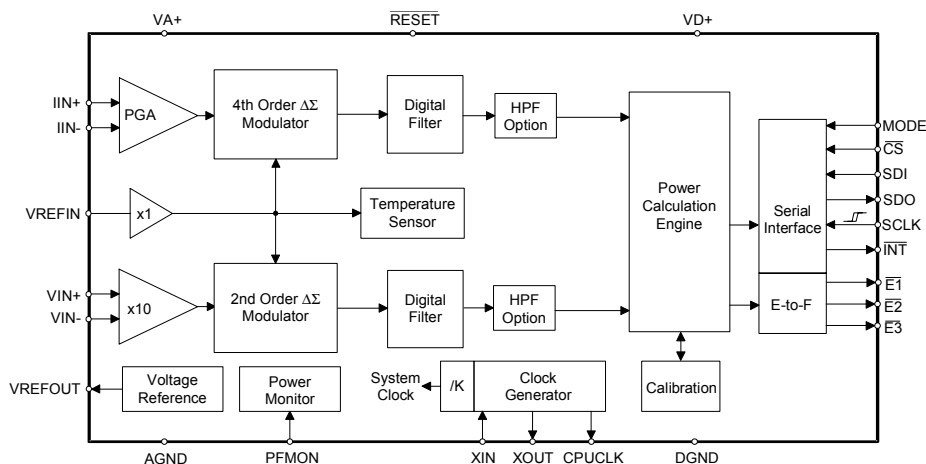 VA+
RESET
VD+
IIN+
IIN-
PGA
4th Order ΔΣ
Modulator
Digital
Filter
HPF
Option
VREFIN
x1
Temperature
Sensor
Power
Calculation
Engine
Serial
Interface
MODE
CS
SDI
SDO
SCLK
INT
VIN+
VIN-
x10
2nd Order ΔΣ
Modulator
Digital
Filter
HPF
Option
E-to-F
E1
E2
E3
VREFOUT
Voltage
Reference
Power
Monitor
System
Clock
/K
Clock
Generator
Calibration
AGND
PFMON
XIN
XOUT
CPUCLK
DGND